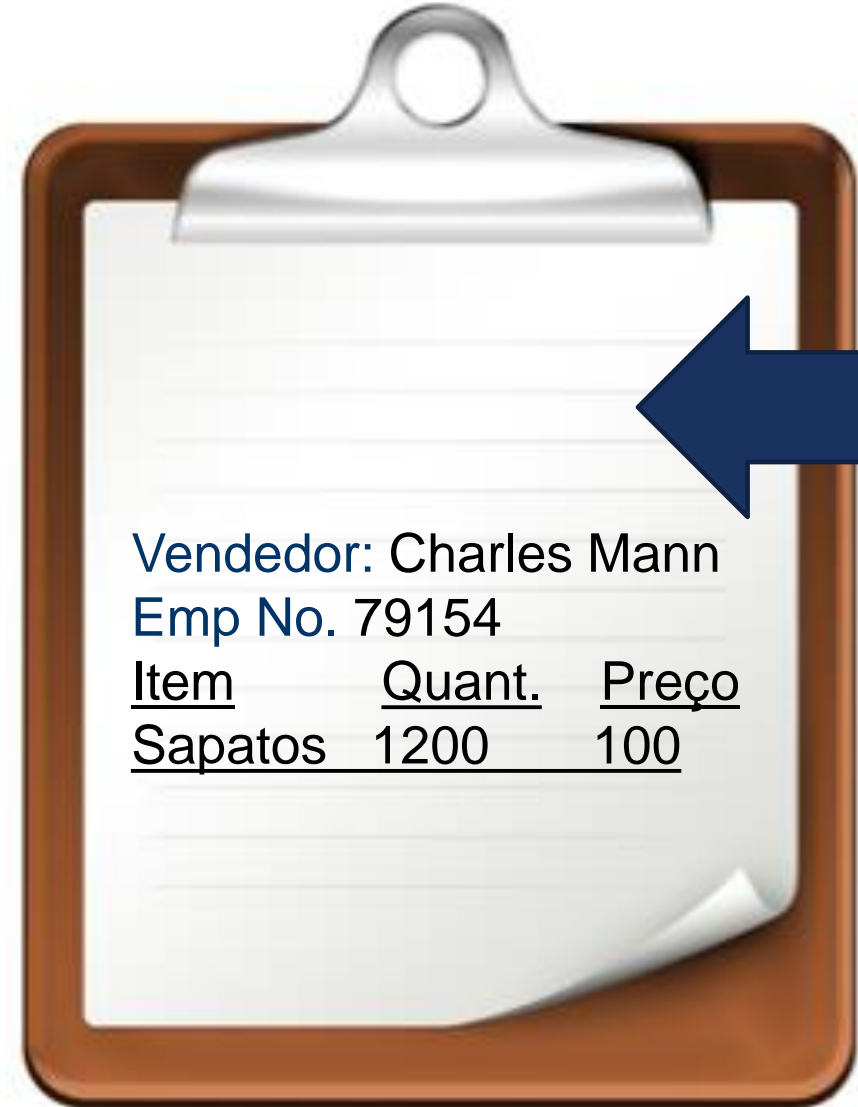 Vendedor: Charles Mann
Emp No. 79154
Item Quant. Preço
Sapatos 1200 100